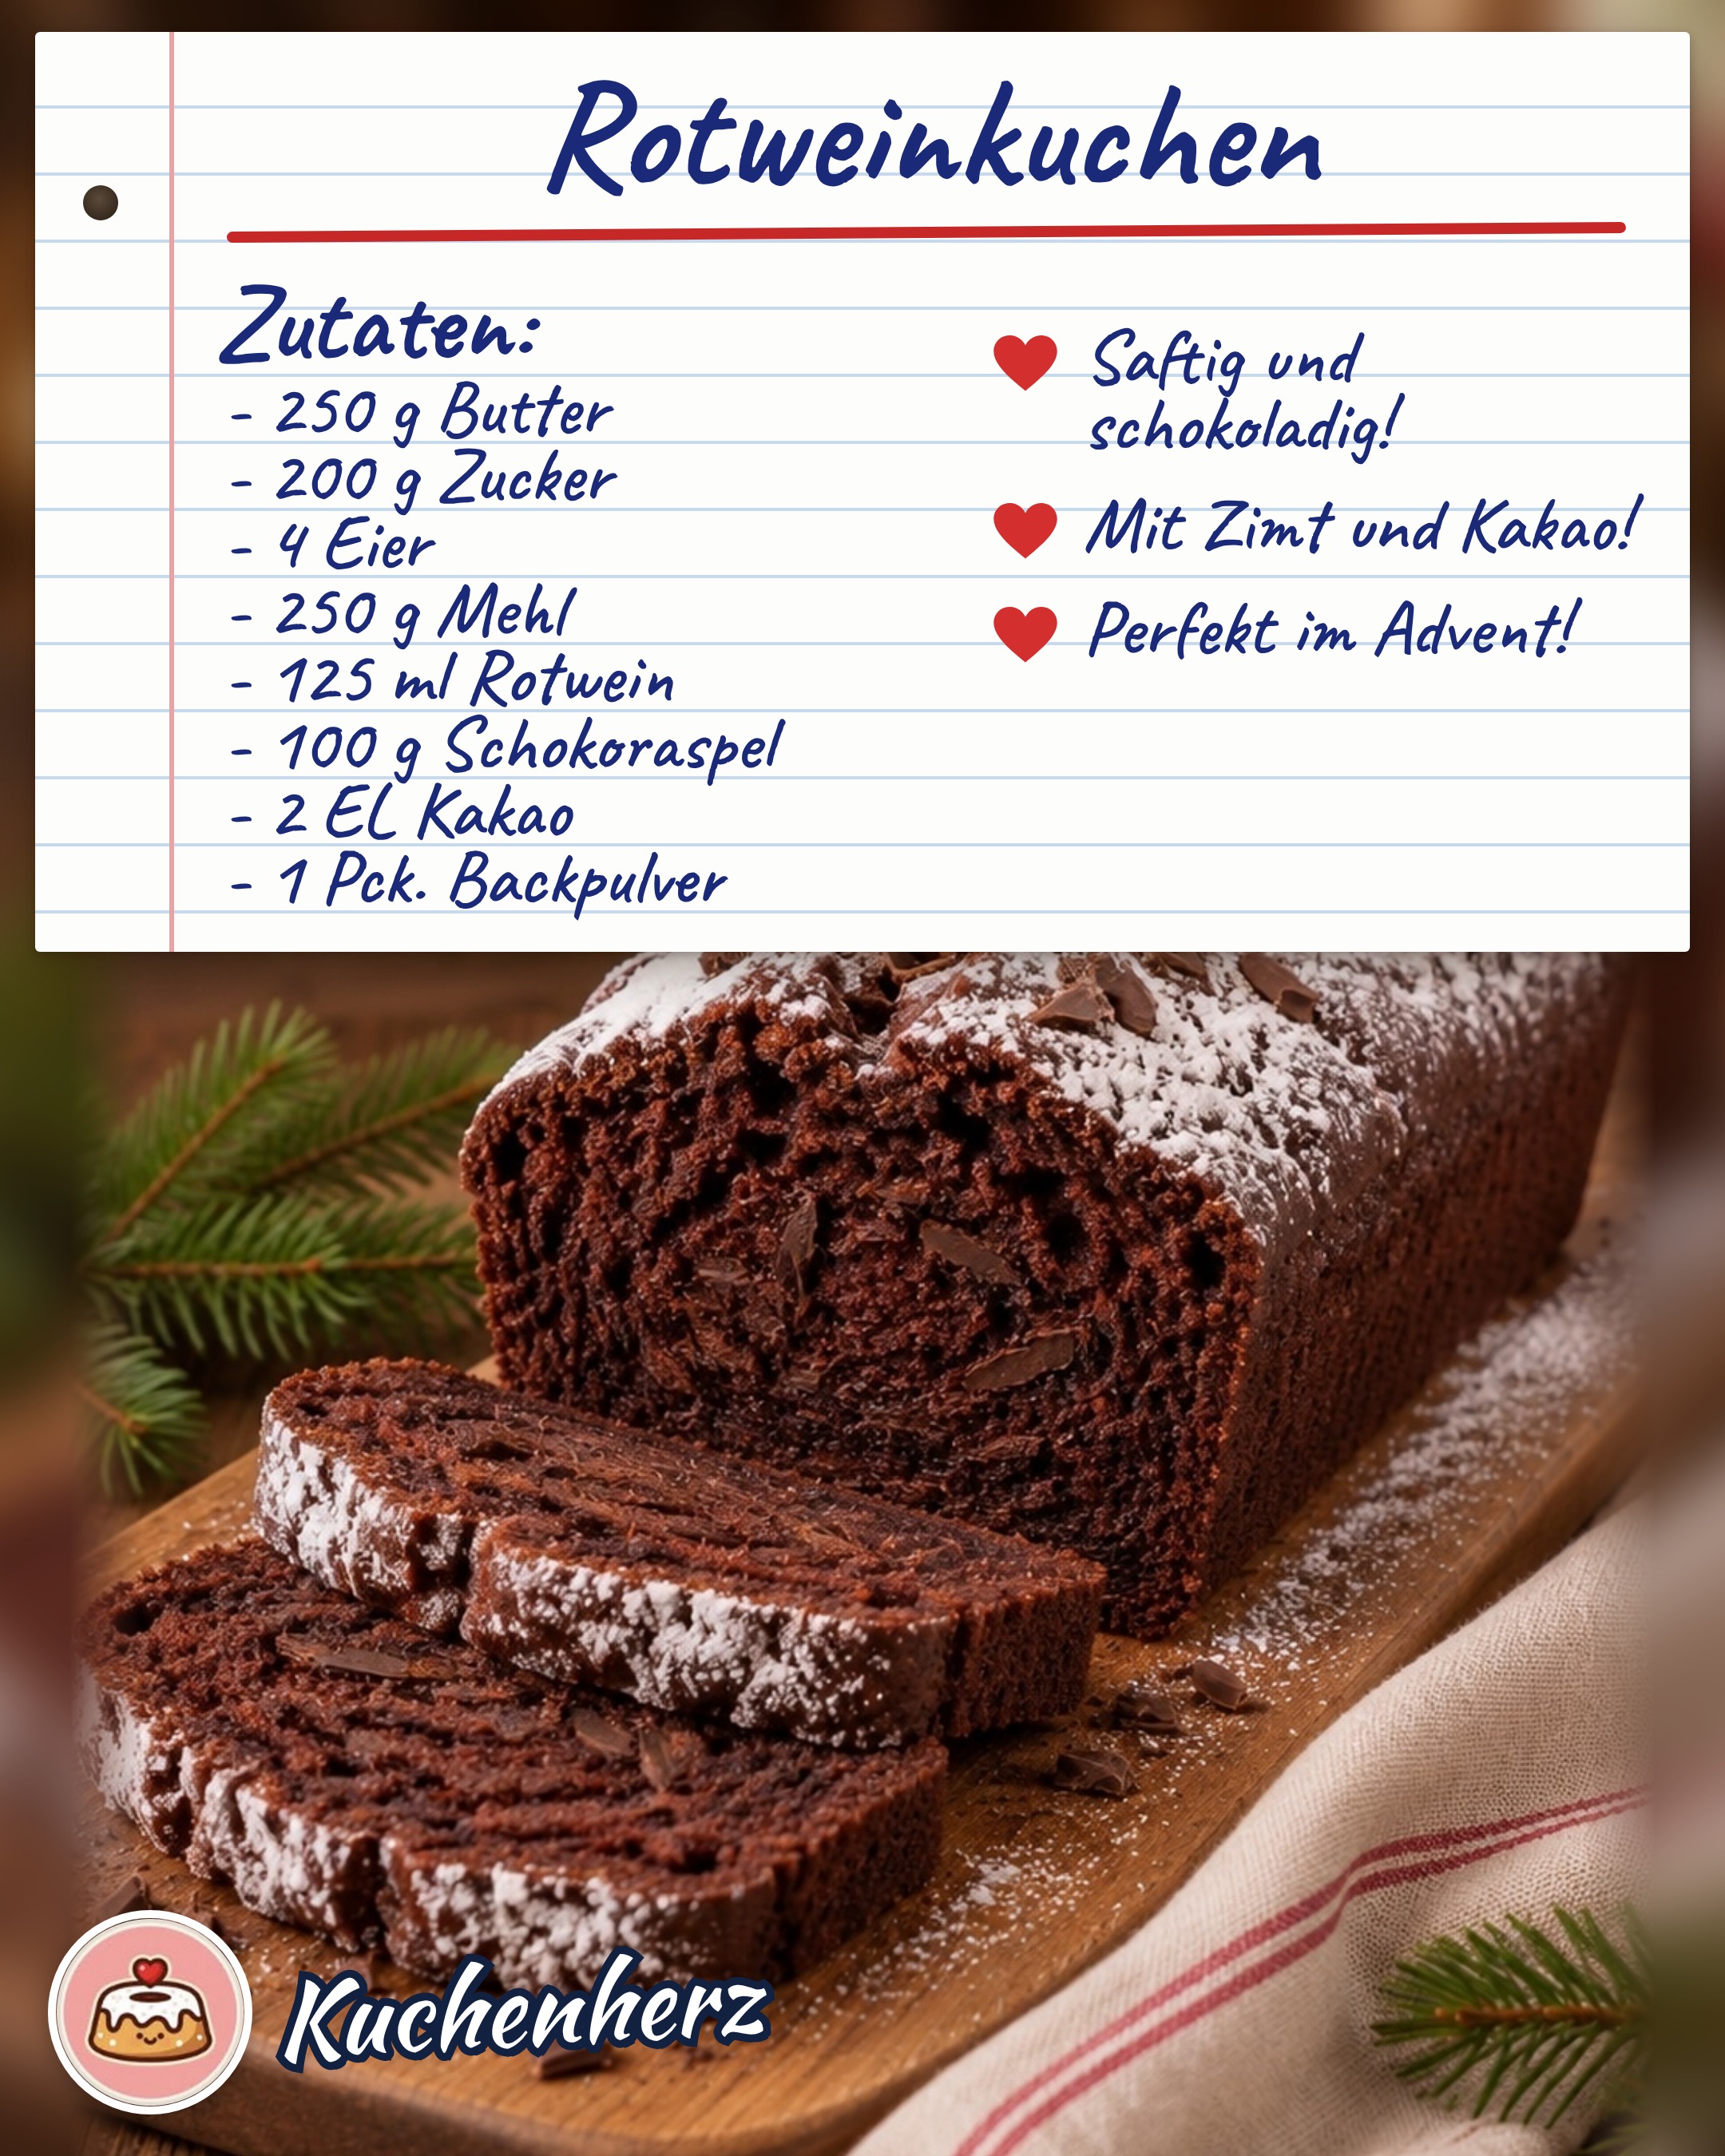 Rotweinkuchen
Zutaten:
- 250 g Butter
- 200 g Zucker
- 4 Eier
- 250 g Mehl
- 125 ml Rotwein
- 100 g Schokoraspel
- 2 EL Kakao
- 1 Pck. Backpulver
Saftig und
schokoladig!
Mit Zimt und Kakao!
Perfekt im Advent!
Kuchenherz